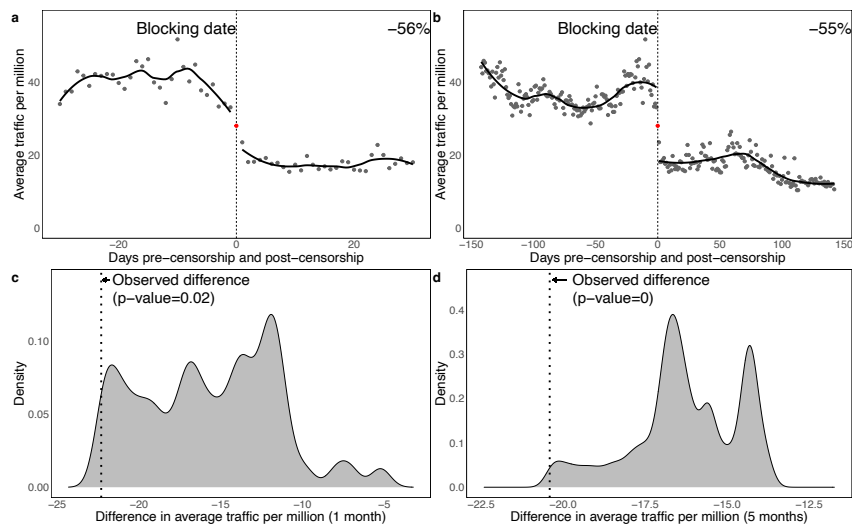 a
Blocking date
−56%
Average traffic per million
40
20
0
−20
0
20
Days pre−censorship and post−censorship
b
Blocking date
−55%
Average traffic per million
40
20
0
−150
−100
−50
0
50
100
150
Days pre−censorship and post−censorship
c
Observed difference
(p−value=0.02)
Density
0.10
0.05
0.00
−25
−20
−15
−10
−5
Difference in average traffic per million (1 month)
d
Observed difference
(p−value=0)
Density
0.4
0.3
0.2
0.1
0.0
−22.5
−20.0
−17.5
−15.0
−12.5
Difference in average traffic per million (5 months)